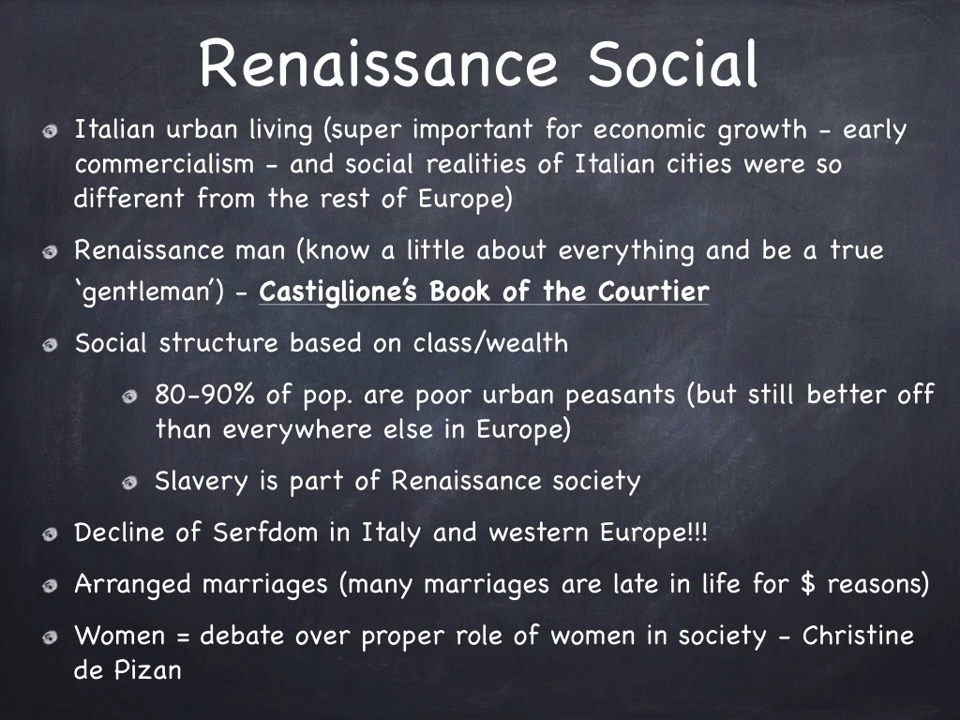 Renaissance Social
Italian urban living (super important for economic growth - early
commercialism - and social realities of Italian cities were so
different from the rest of Europe)
Renaissance man (know a little about everything and be a true
‘gentleman’) - Castiglione’s Book of the Courtier
Social structure based on class/wealth
80-90% of pop. are poor urban peasants (but still better off
than everywhere else in Europe)
Slavery is part of Renaissance society
Decline of Serfdom in Italy and western Europe!!!
Arranged marriages (many marriages are late in life for $ reasons)
Women = debate over proper role of women in society - Christine
de Pizan